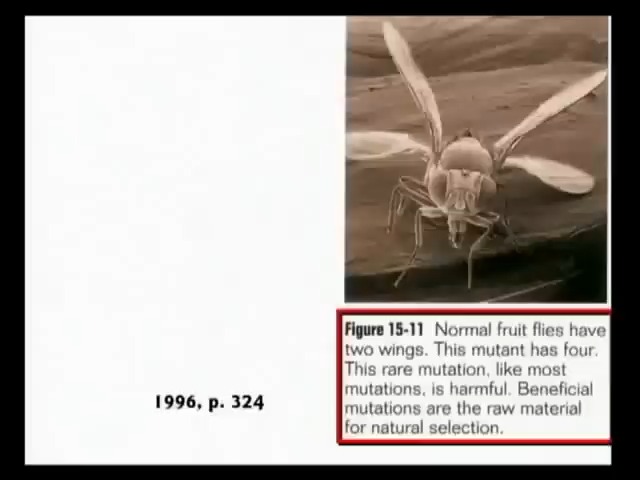 Figure 15-11 Normal fruit flies have
two wings. This mutant has four.
This rare mutation, like most
mutations, is harmful. Beneficial
mutations are the raw material
for natural selection.
1996, p. 324